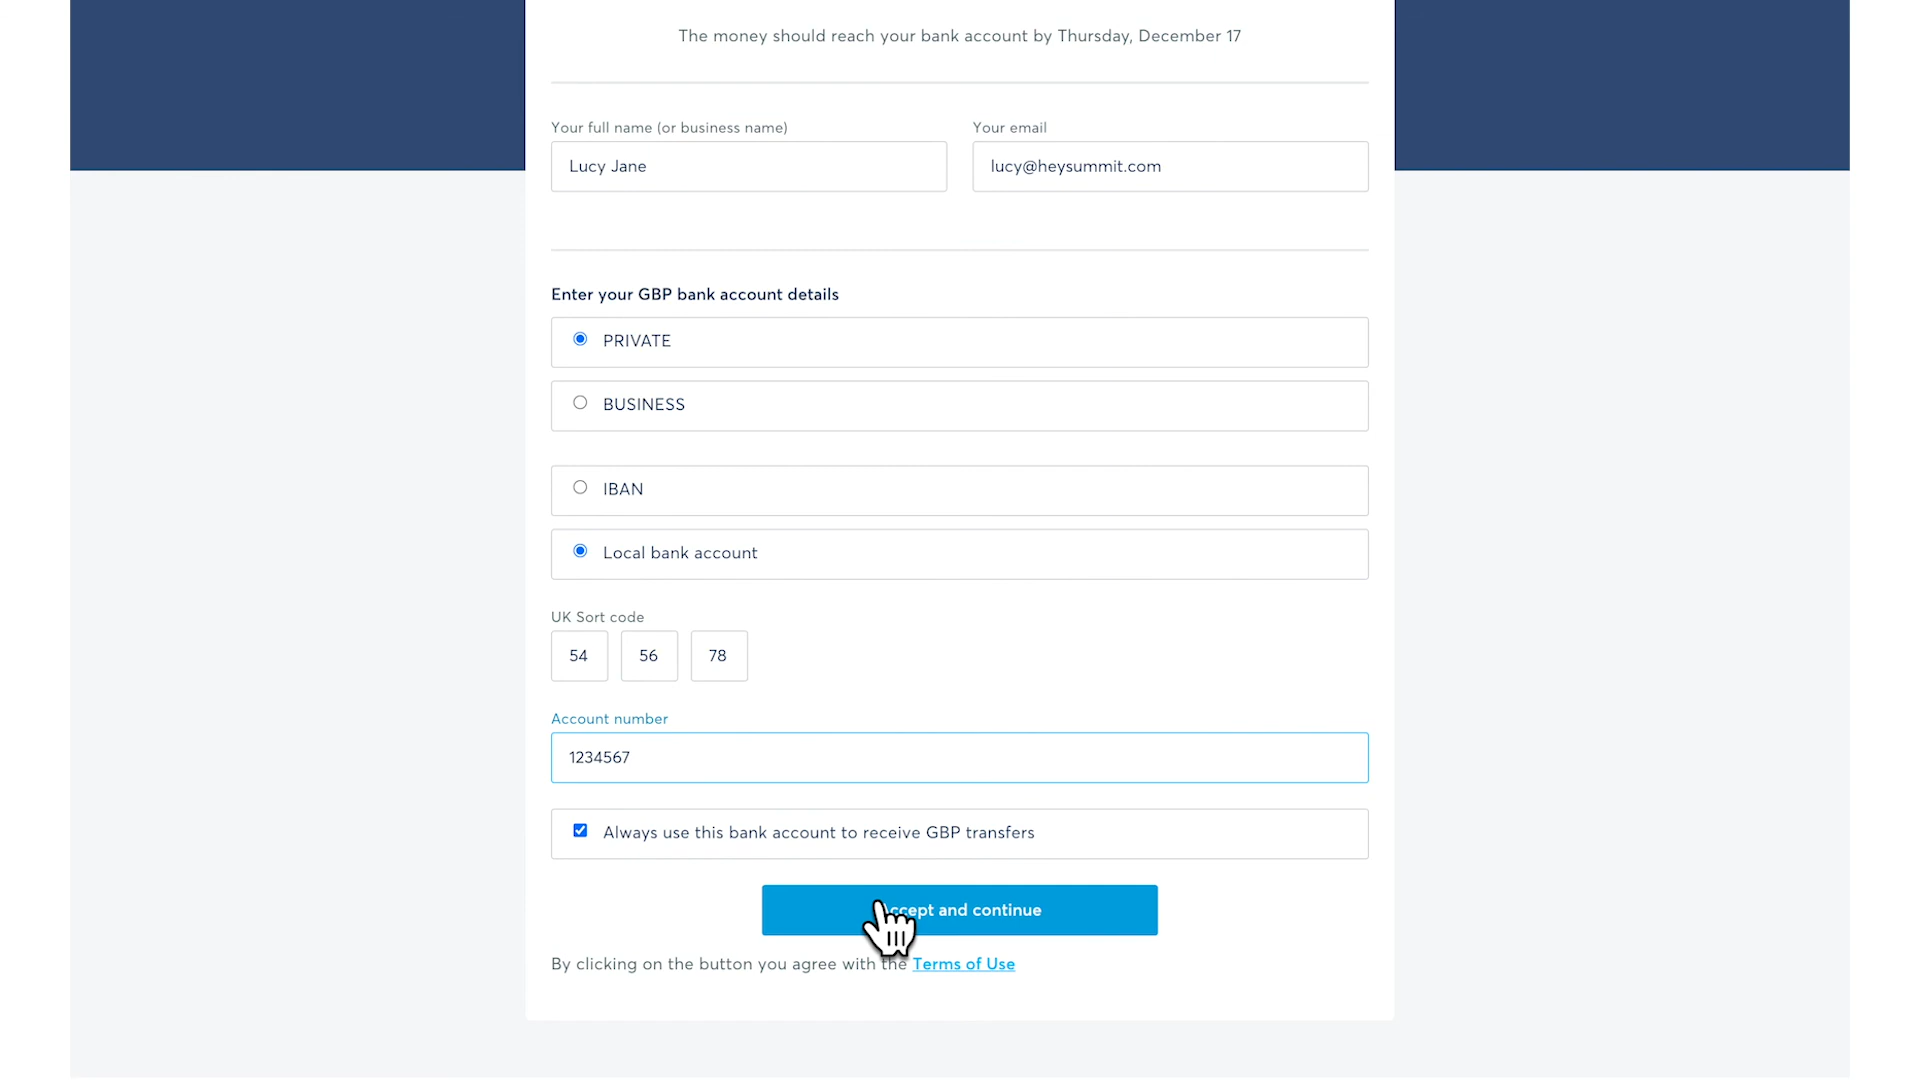 The money should reach your bank account by Thursday, December 17
Your full name (or business name) Your email
Lucy Jane lucy@heysummit.com
Enter your GBP bank account details
PRIVATE
BUSINESS
IBAN
Local bank account
UK Sort code
54 56 78
Account number
1234567
Always use this bank account to receive GBP transfers
Accept and continue
By clicking on the button you agree with the Terms of Use